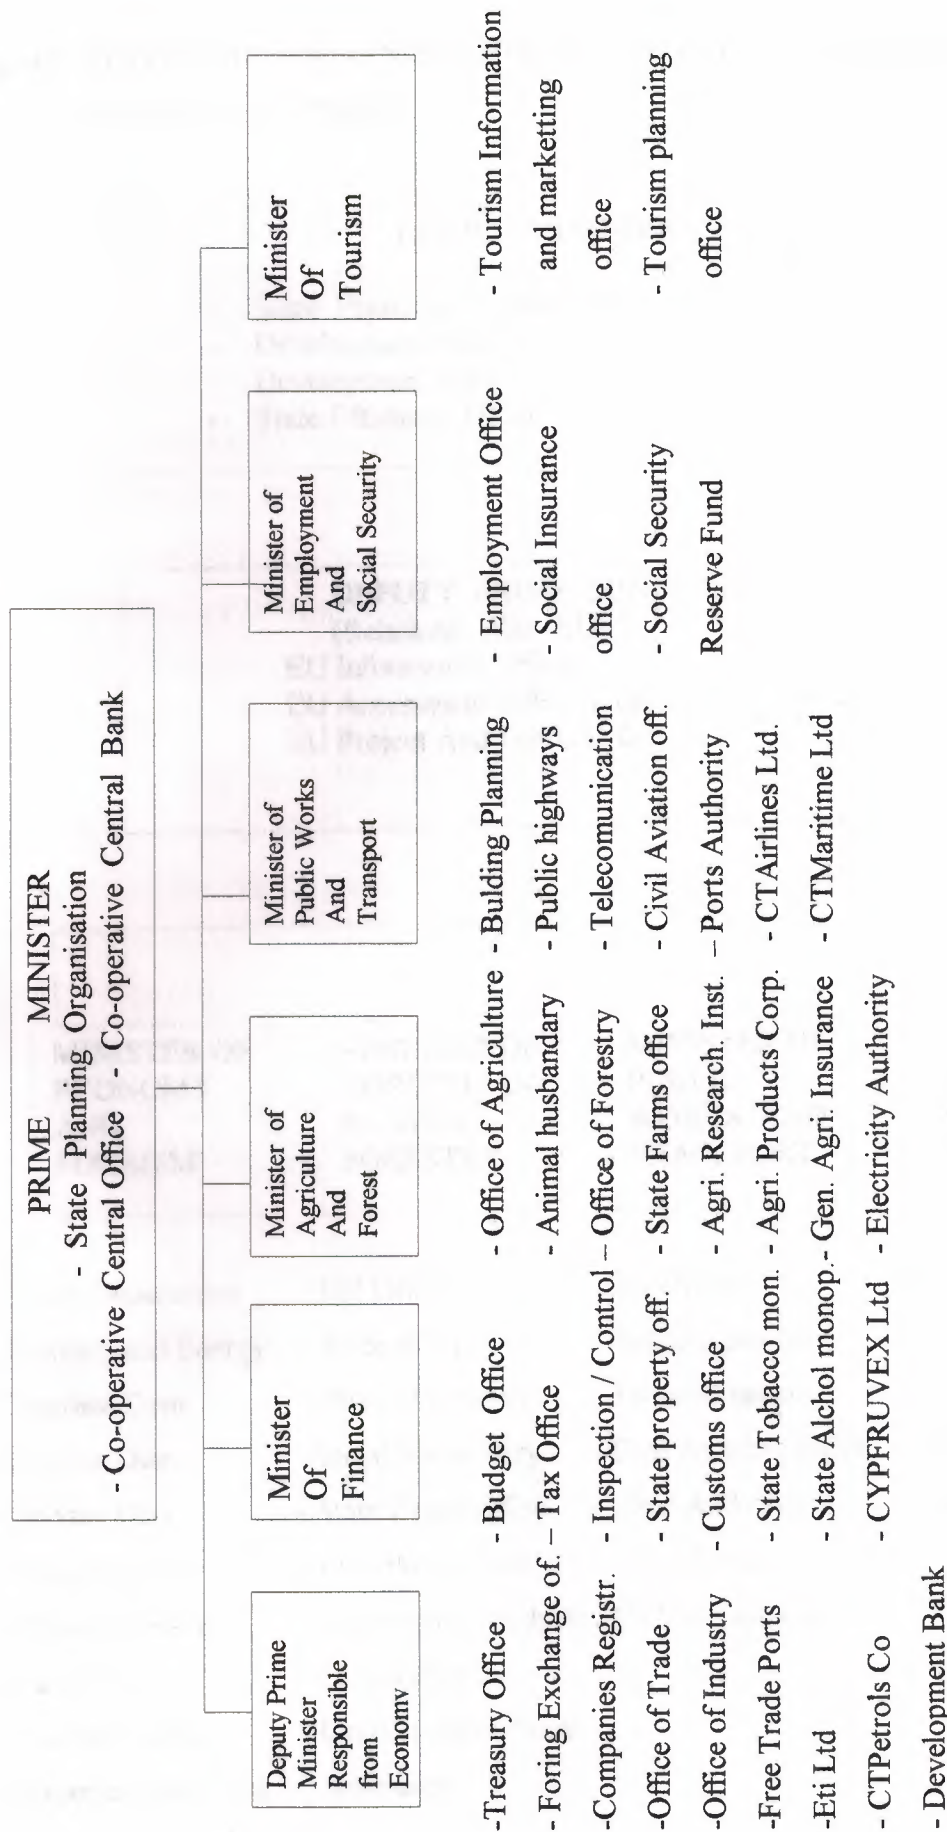 PRIME MINISTER
- State Planning Organisation
- Co-operative Central Office - Co-operative Central Bank
Deputy Prime
Minister
Responsible
from
Economy
Minister
Of
Finance
Minister of
Agriculture
And
Forest
Minister of
Public Works
And
Transport
Minister of
Employment
And
Social Security
Minister
Of
Tourism
-Treasury Office - Budget Office - Office of Agriculture - Bulding Planning - Employment Office - Tourism Information
- Foring Exchange of. – Tax Office - Animal husbandary - Public highways - Social Insurance and marketting
-Companies Registr. - Inspection / Control – Office of Forestry - Telecomunication office office
-Office of Trade - State property off. - State Farms office - Civil Aviation off. - Social Security - Tourism planning
-Office of Industry - Customs office - Agri. Research. Inst. – Ports Authority Reserve Fund office
-Free Trade Ports - State Tobacco mon. - Agri. Products Corp. - CTAirlines Ltd.
-Eti Ltd - State Alchol monop.- Gen. Agri. Insurance - CTMaritime Ltd
- CTPetrols Co - CYPFRUVEX Ltd - Electricity Authority
- Development Bank